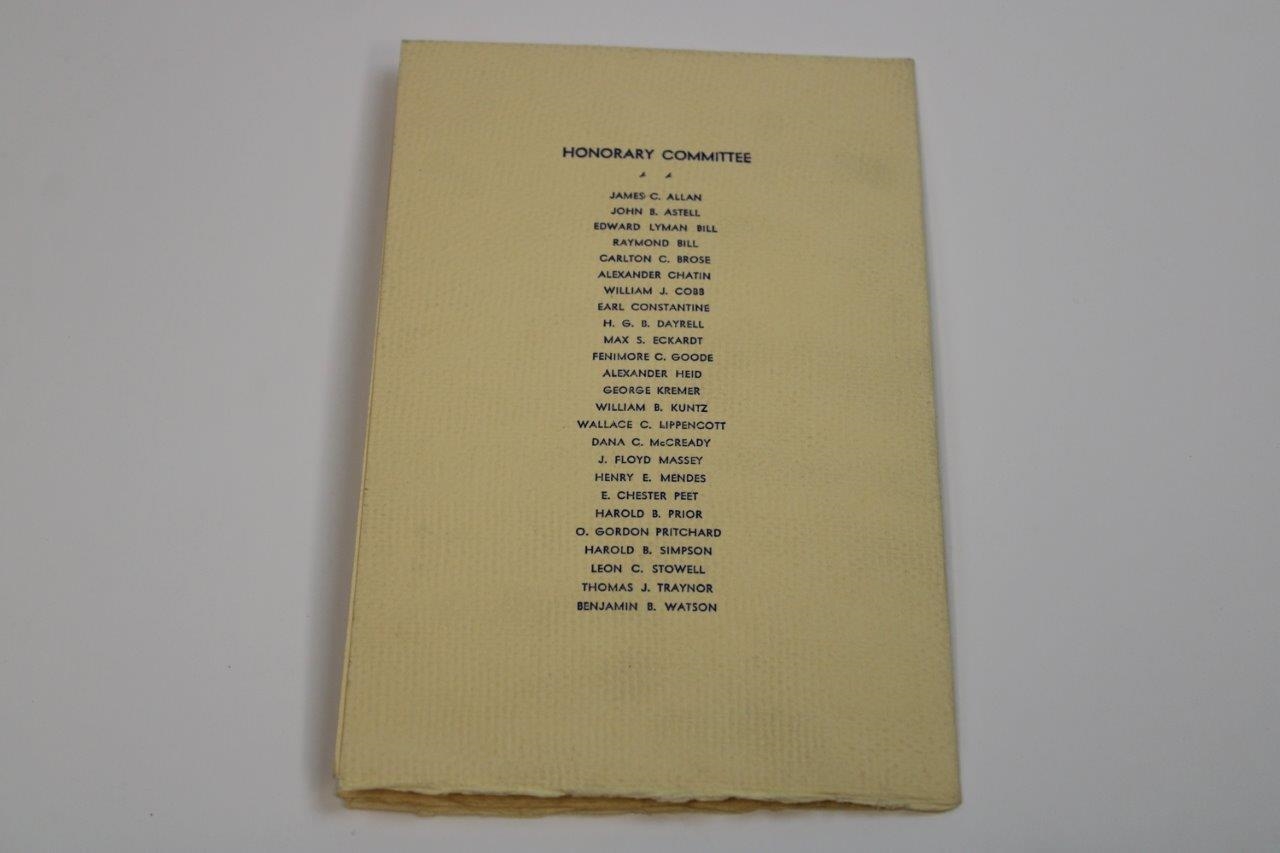 HONORARY COMMITTEE
JAMES C. ALLAN
JOHN B. ASTELL
EDWARD LYMAN BILL
RAYMOND BILL
CARLTON C. BROSE
ALEXANDER CHATIN
WILLIAM J. COBB
EARL CONSTANTINE
H. G. B. DAYRELL
MAX S. ECKARDT
FENIMORE C. GOODE
ALEXANDER HEID
GEORGE KREMER
WILLIAM B. KUNTZ
WALLACE C. LIPPENCOTT
DANA C. McCREADY
J. FLOYD MASSEY
HENRY E. MENDES
E. CHESTER PEET
HAROLD B. PRIOR
O. GORDON PRITCHARD
HAROLD B. SIMPSON
LEON C. STOWELL
THOMAS J. TRAYNOR
BENJAMIN B. WATSON